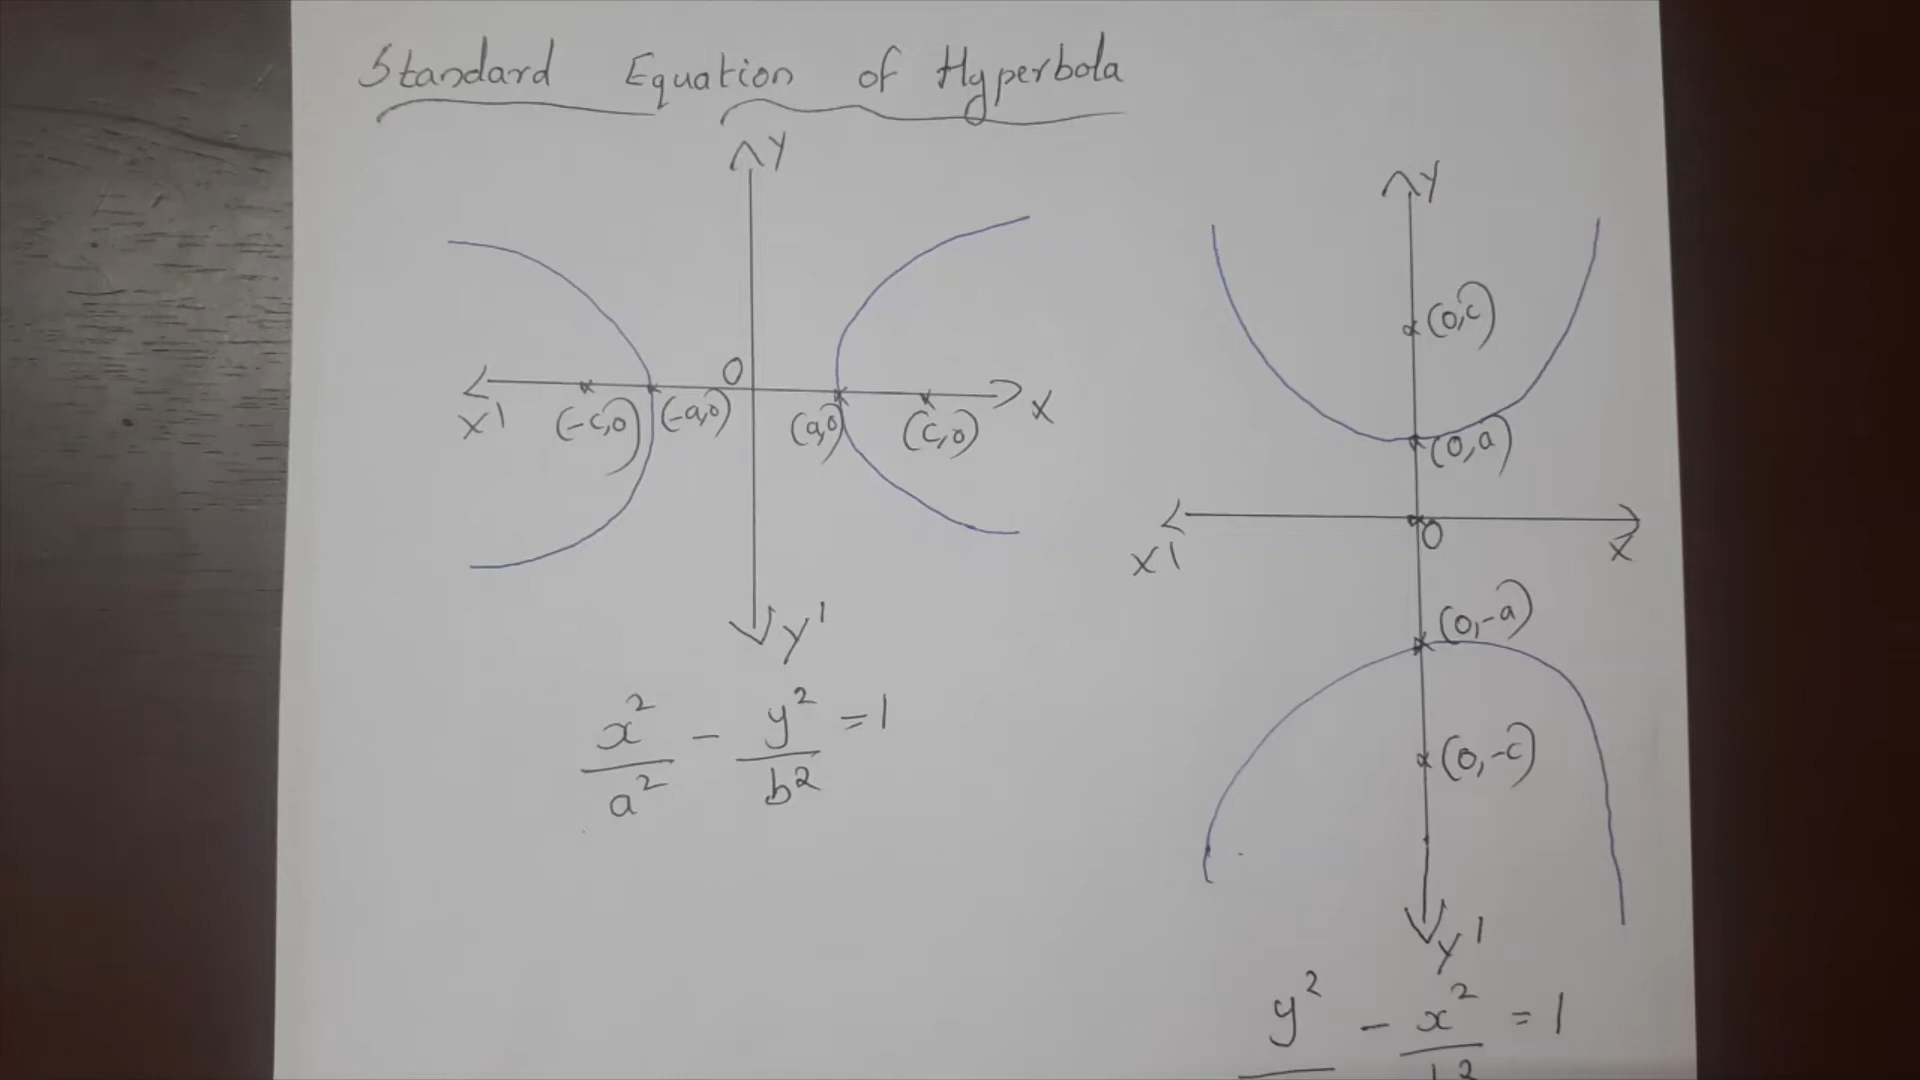 Standard Equation of Hyperbola
Y
X' (-c,0) (-a,0) O (a,0) (c,0) X
Y'
x²/a² - y²/b² = 1
Y
(0,c)
(0,a)
X' O X
(0,-a)
(0,-c)
Y'
y² - x² = 1